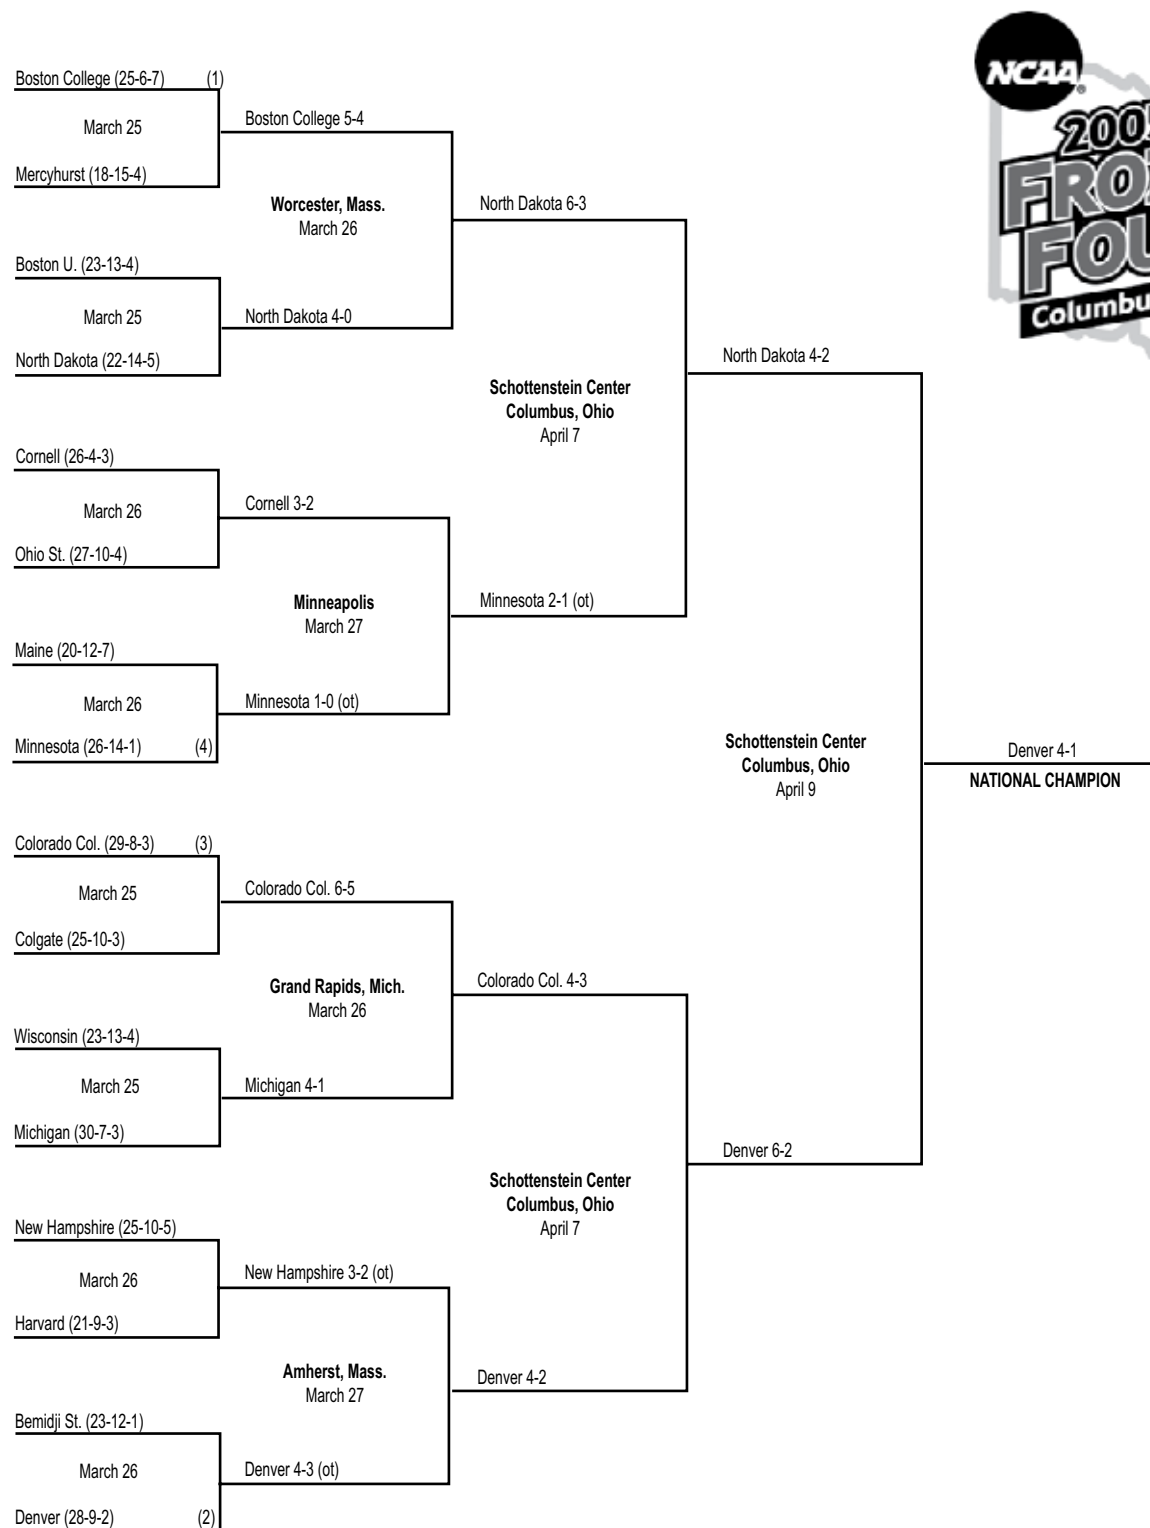 Boston College (25-6-7) (1)
March 25
Mercyhurst (18-15-4)
Boston College 5-4
Worcester, Mass.
March 26
Boston U. (23-13-4)
March 25
North Dakota (22-14-5)
North Dakota 4-0
North Dakota 6-3
Schottenstein Center
Columbus, Ohio
April 7
Cornell (26-4-3)
March 26
Ohio St. (27-10-4)
Cornell 3-2
Minneapolis
March 27
Maine (20-12-7)
March 26
Minnesota (26-14-1) (4)
Minnesota 1-0 (ot)
Minnesota 2-1 (ot)
North Dakota 4-2
Schottenstein Center
Columbus, Ohio
April 9
Denver 4-1
NATIONAL CHAMPION
Colorado Col. (29-8-3) (3)
March 25
Colgate (25-10-3)
Colorado Col. 6-5
Grand Rapids, Mich.
March 26
Wisconsin (23-13-4)
March 25
Michigan (30-7-3)
Michigan 4-1
Colorado Col. 4-3
Schottenstein Center
Columbus, Ohio
April 7
Denver 6-2
New Hampshire (25-10-5)
March 26
Harvard (21-9-3)
New Hampshire 3-2 (ot)
Amherst, Mass.
March 27
Bemidji St. (23-12-1)
March 26
Denver (28-9-2) (2)
Denver 4-3 (ot)
Denver 4-2
NCAA
®
200
FRO
FOU
Columbu